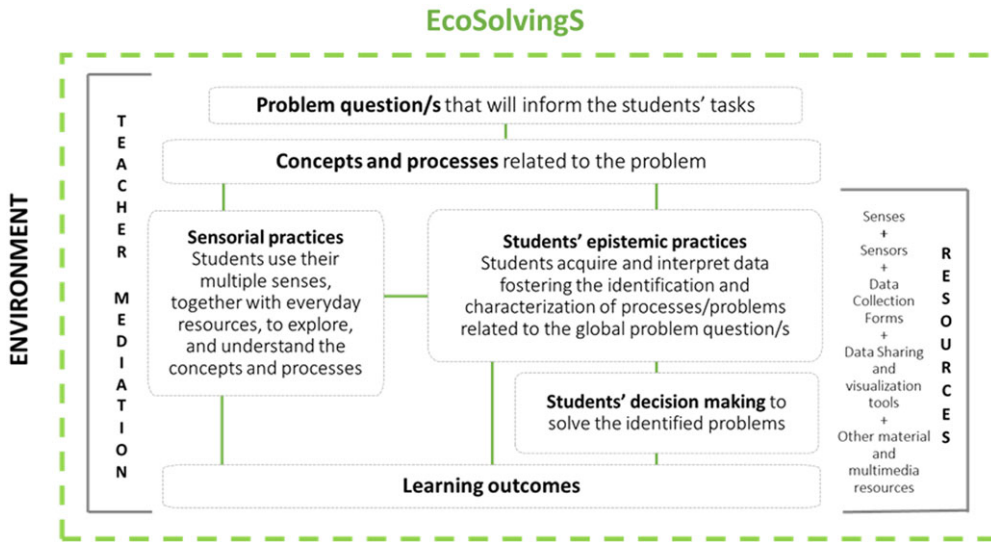 EcoSolvingS
ENVIRONMENT
TEACHER MEDIATION
Problem question/s that will inform the students' tasks
Concepts and processes related to the problem
Sensorial practices
Students use their
multiple senses,
together with everyday
resources, to explore,
and understand the
concepts and processes
Students' epistemic practices
Students acquire and interpret data
fostering the identification and
characterization of processes/problems
related to the global problem question/s
Students' decision making to
solve the identified problems
Learning outcomes
Senses
+
Sensors
+
Data
Collection
Forms
+
Data Sharing
and
visualization
tools
+
Other material
and
multimedia
resources
RESOURCES